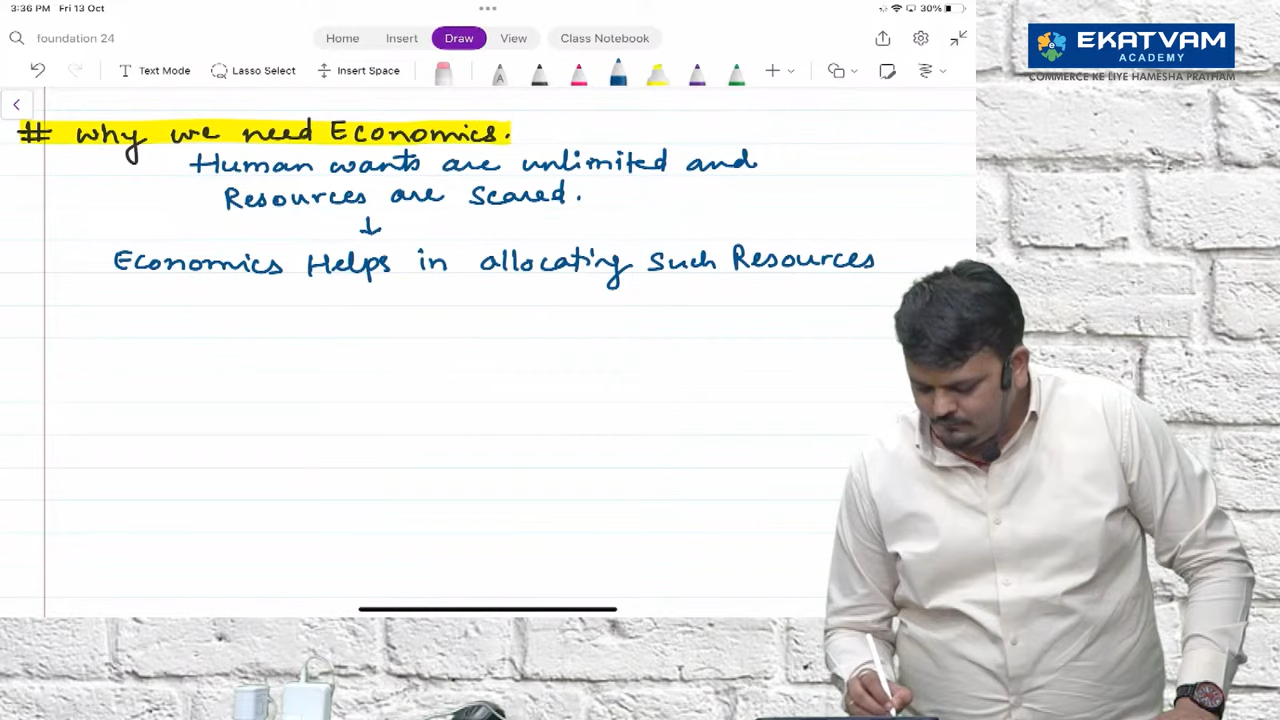 3:36 PM Fri 13 Oct
30%
foundation 24
Home Insert Draw View Class Notebook
T Text Mode Lasso Select Insert Space
A
EKATVAM
ACADEMY
COMMERCE KE LIYE HAMESHA PRATHAM
# why we need Economics.
Human wants are unlimited and
Resources are Scared.
↓
Economics Helps in allocating Such Resources